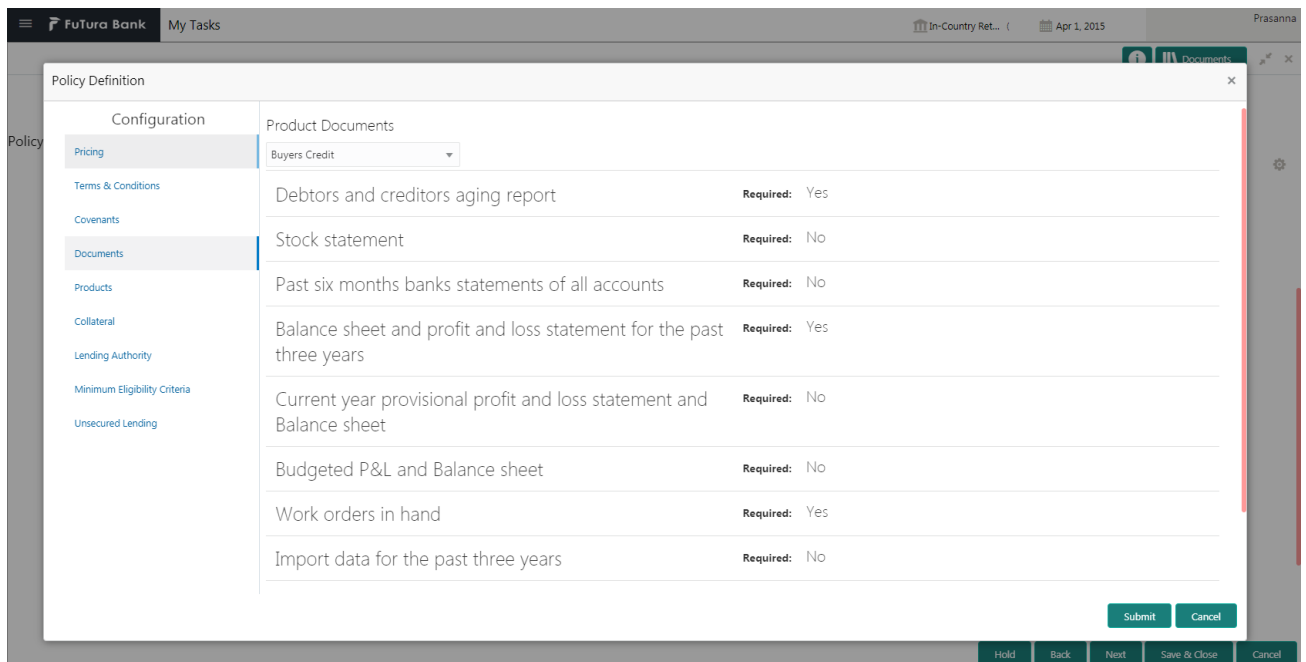 FuTura Bank
My Tasks
In-Country Ret... (
Apr 1, 2015
Prasanna
Documents
Policy
Policy Definition
Configuration
Pricing
Terms & Conditions
Covenants
Documents
Products
Collateral
Lending Authority
Minimum Eligibility Criteria
Unsecured Lending
Product Documents
Buyers Credit
Debtors and creditors aging report
Required: Yes
Stock statement
Required: No
Past six months banks statements of all accounts
Required: No
Balance sheet and profit and loss statement for the past
three years
Required: Yes
Current year provisional profit and loss statement and
Balance sheet
Required: No
Budgeted P&L and Balance sheet
Required: No
Work orders in hand
Required: Yes
Import data for the past three years
Required: No
Submit
Cancel
Hold
Back
Next
Save & Close
Cancel